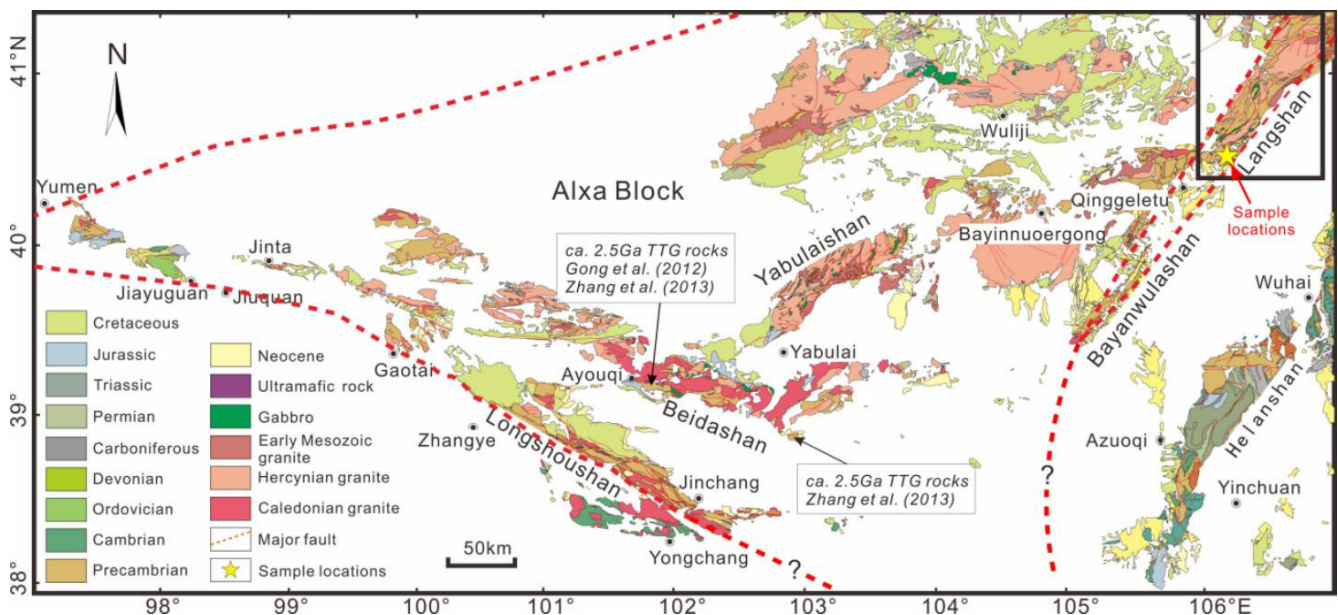 41°N
40°
39°
38°
N
Yumen
Jiayuguan
Jinta
Jiuquan
Gaotai
Alxa Block
ca. 2.5Ga TTG rocks
Gong et al. (2012)
Zhang et al. (2013)
Ayouqi
Beidashan
Yabulaishan
Yabulai
Zhangye
Longshoushan
Jinchang
Yongchang
ca. 2.5Ga TTG rocks
Zhang et al. (2013)
Wuliji
Qinggeletu
Bayinnuoergong
Langshan
Sample
locations
Bayanwulashan
Wuhai
Azuoqi
Helanshan
Yinchuan
?
?
Cretaceous
Jurassic
Triassic
Permian
Carboniferous
Devonian
Ordovician
Cambrian
Precambrian
Neocene
Ultramafic rock
Gabbro
Early Mesozoic
granite
Hercynian granite
Caledonian granite
Major fault
Sample locations
50km
98°
99°
100°
101°
102°
103°
104°
105°
106°E